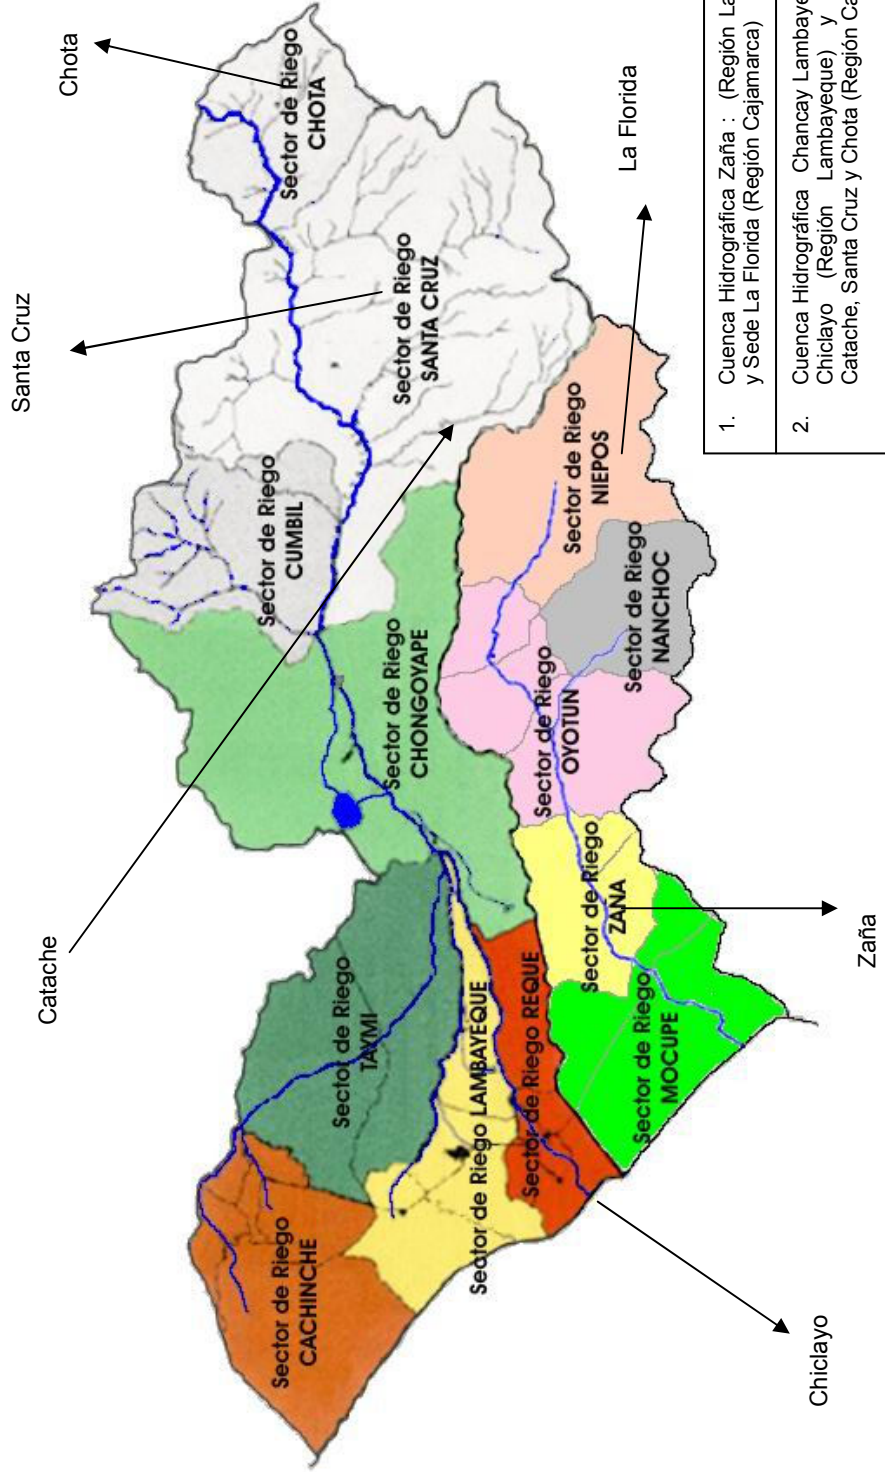 Santa Cruz
Catache
Chota
Sector de Riego
CACHINCHE
Sector de Riego
CUMBIL
Sector de Riego
CHOTA
Sector de Riego
TAYMI
Sector de Riego
CHONGOYAPE
Sector de Riego
SANTA CRUZ
Sector de Riego LAMBAYEQUE
Sector de Riego REQUE
Sector de Riego
OYOTUN
Sector de Riego
NIEPOS
Sector de Riego
ZANA
Sector de Riego
MOCUPE
Sector de Riego
NANCHOC
La Florida
Chiclayo
Zaña
1. Cuenca Hidrográfica Zaña : (Región La
y Sede La Florida (Región Cajamarca)
2. Cuenca Hidrográfica Chancay Lambaye
Chiclayo (Región Lambayeque) y
Catache, Santa Cruz y Chota (Región Ca